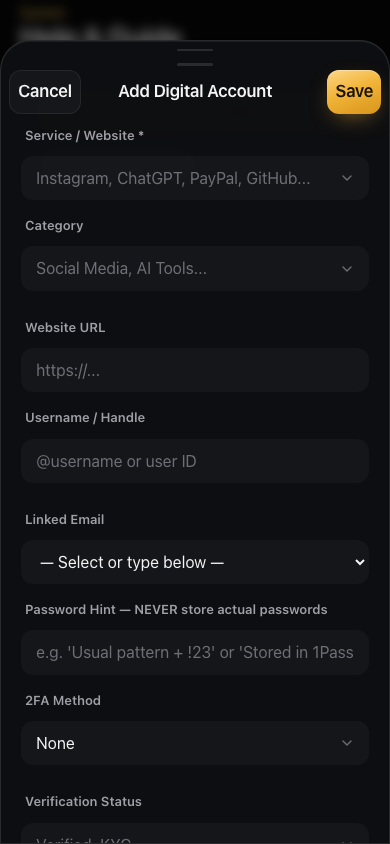 Cancel
Add Digital Account
Save
Service / Website *
Instagram, ChatGPT, PayPal, GitHub...
Category
Social Media, AI Tools...
Website URL
https://...
Username / Handle
@username or user ID
Linked Email
— Select or type below —
Password Hint — NEVER store actual passwords
e.g. 'Usual pattern + !23' or 'Stored in 1Pass
2FA Method
None
Verification Status
Verified, KYC